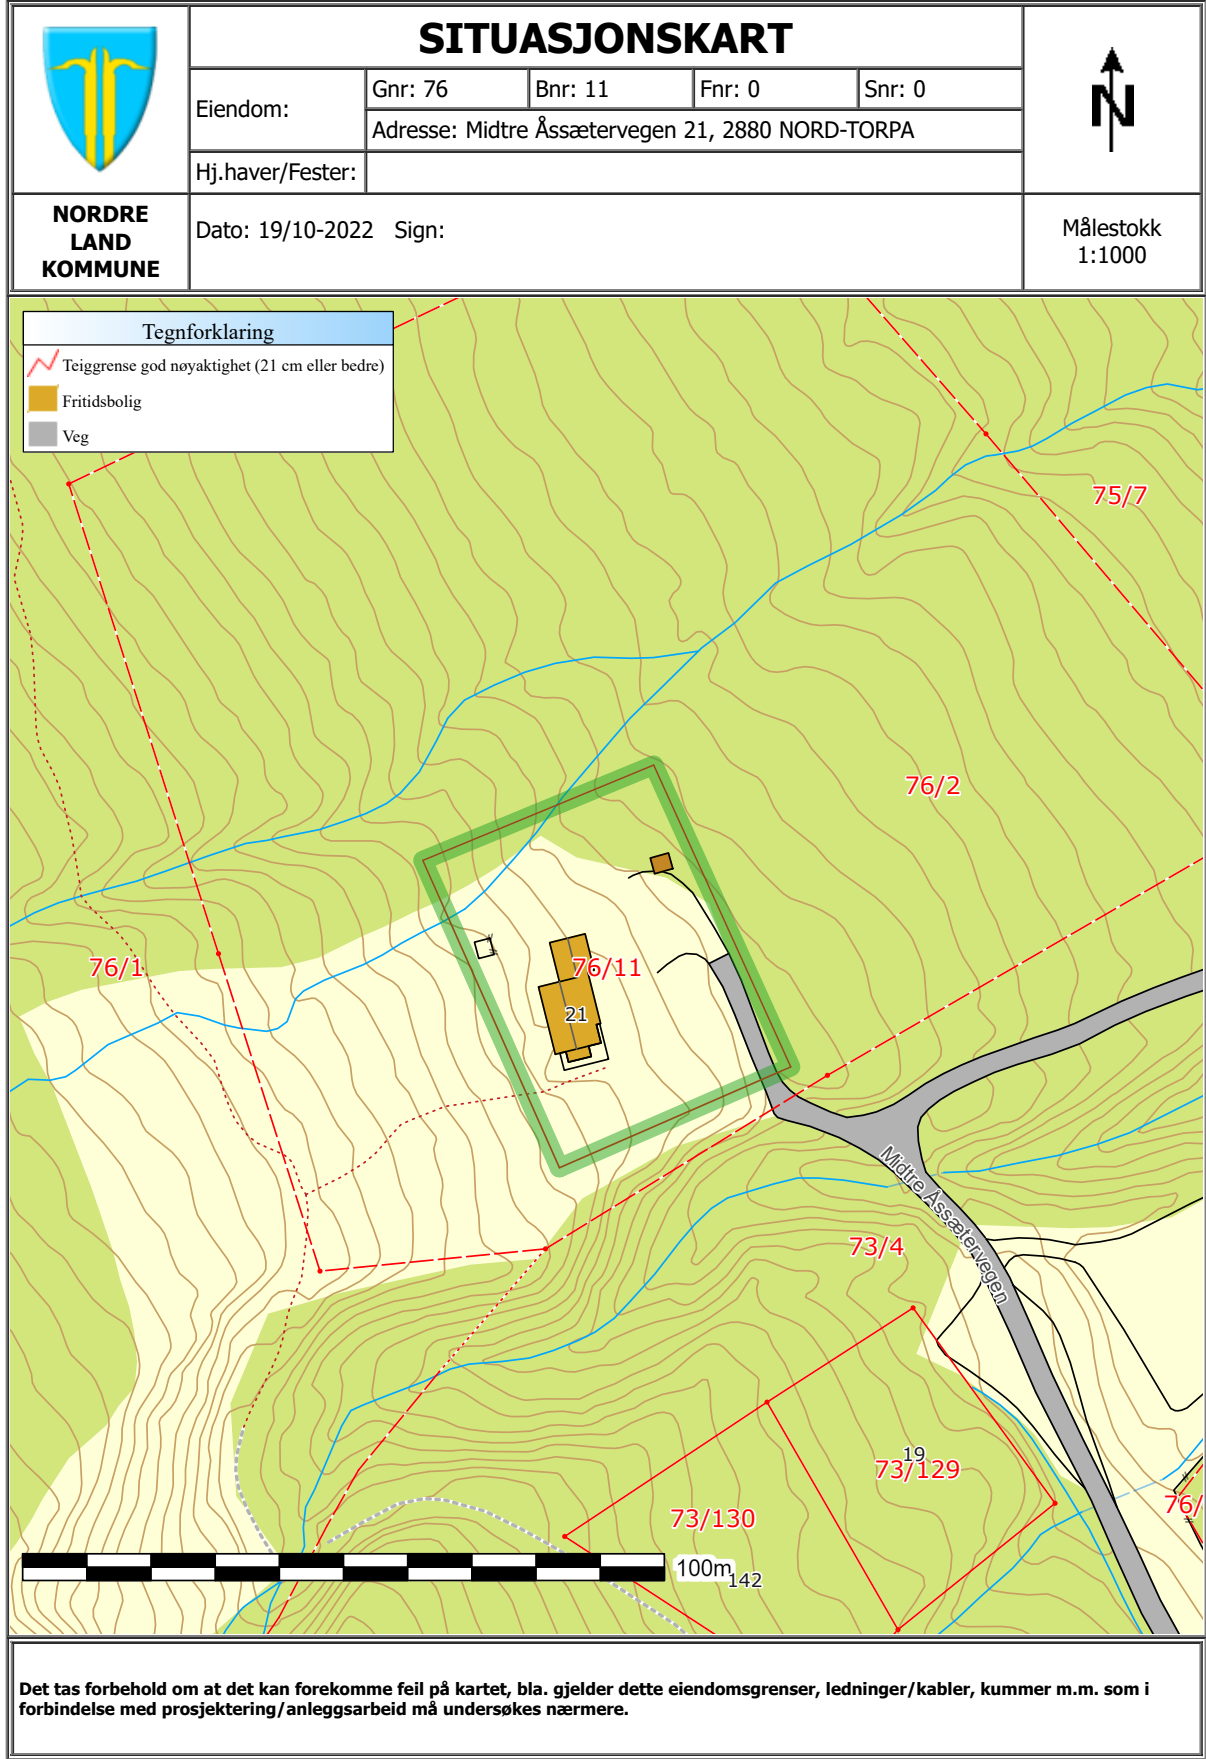 SITUASJONSKART
Eiendom:
Gnr: 76
Bnr: 11
Fnr: 0
Snr: 0
Adresse: Midtre Åssætervegen 21, 2880 NORD-TORPA
Hj.haver/Fester:
N
NORDRE
LAND
KOMMUNE
Dato: 19/10-2022 Sign:
Målestokk
1:1000
Tegnforklaring
Teiggrense god nøyaktighet (21 cm eller bedre)
Fritidsbolig
Veg
75/7
76/2
76/1
76/11
21
Midtre Åssætervegen
73/4
19
73/129
76/
73/130
100m
142
Det tas forbehold om at det kan forekomme feil på kartet, bla. gjelder dette eiendomsgrenser, ledninger/kabler, kummer m.m. som i
forbindelse med prosjektering/anleggsarbeid må undersøkes nærmere.